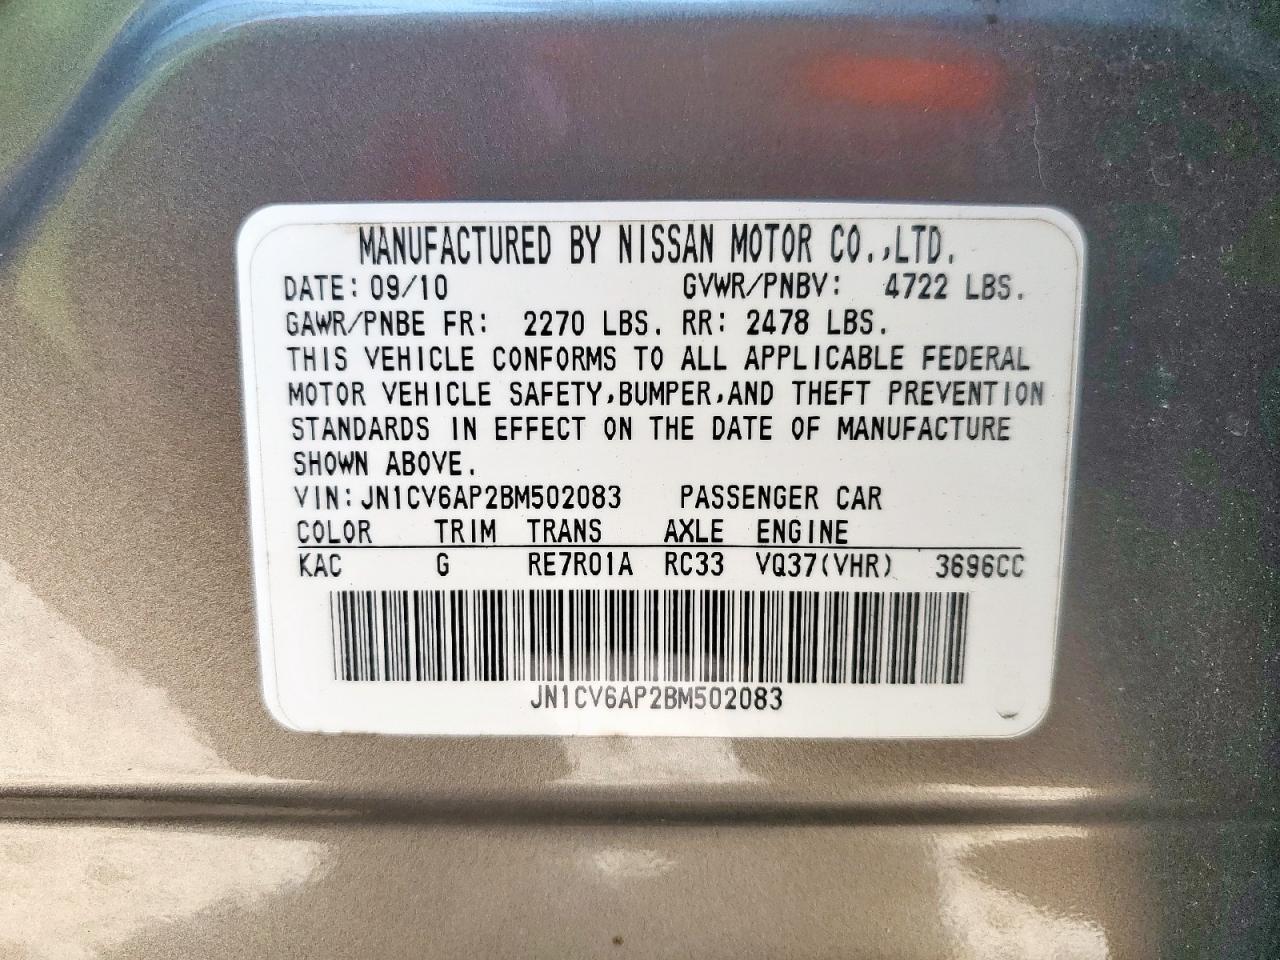 MANUFACTURED BY NISSAN MOTOR CO.,LTD.
DATE: 09/10 GVWR/PNBV: 4722 LBS.
GAWR/PNBE FR: 2270 LBS. RR: 2478 LBS.
THIS VEHICLE CONFORMS TO ALL APPLICABLE FEDERAL
MOTOR VEHICLE SAFETY,BUMPER,AND THEFT PREVENTION
STANDARDS IN EFFECT ON THE DATE OF MANUFACTURE
SHOWN ABOVE.
VIN: JN1CV6AP2BM502083 PASSENGER CAR
COLOR TRIM TRANS AXLE ENGINE
KAC G RE7R01A RC33 VQ37(VHR) 3696CC
JN1CV6AP2BM502083